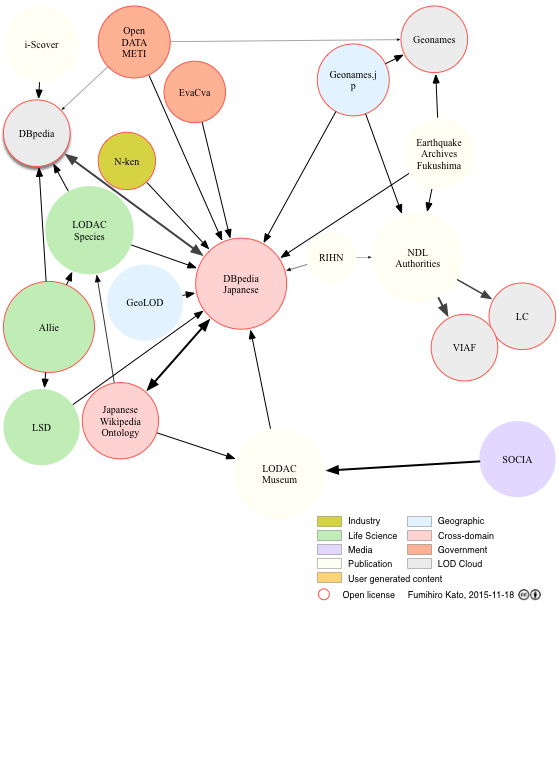 i-Scover
Open
DATA
METI
Geonames
Geonames.j
p
EvaCva
DBpedia
N-ken
Earthquake
Archives
Fukushima
LODAC
Species
RIHN
NDL
Authorities
DBpedia
Japanese
GeoLOD
Allie
LC
VIAF
Japanese
Wikipedia
Ontology
LSD
LODAC
Museum
SOCIA
Industry
Geographic
Life Science
Cross-domain
Media
Government
Publication
LOD Cloud
User generated content
Open license
Fumihiro Kato, 2015-11-18